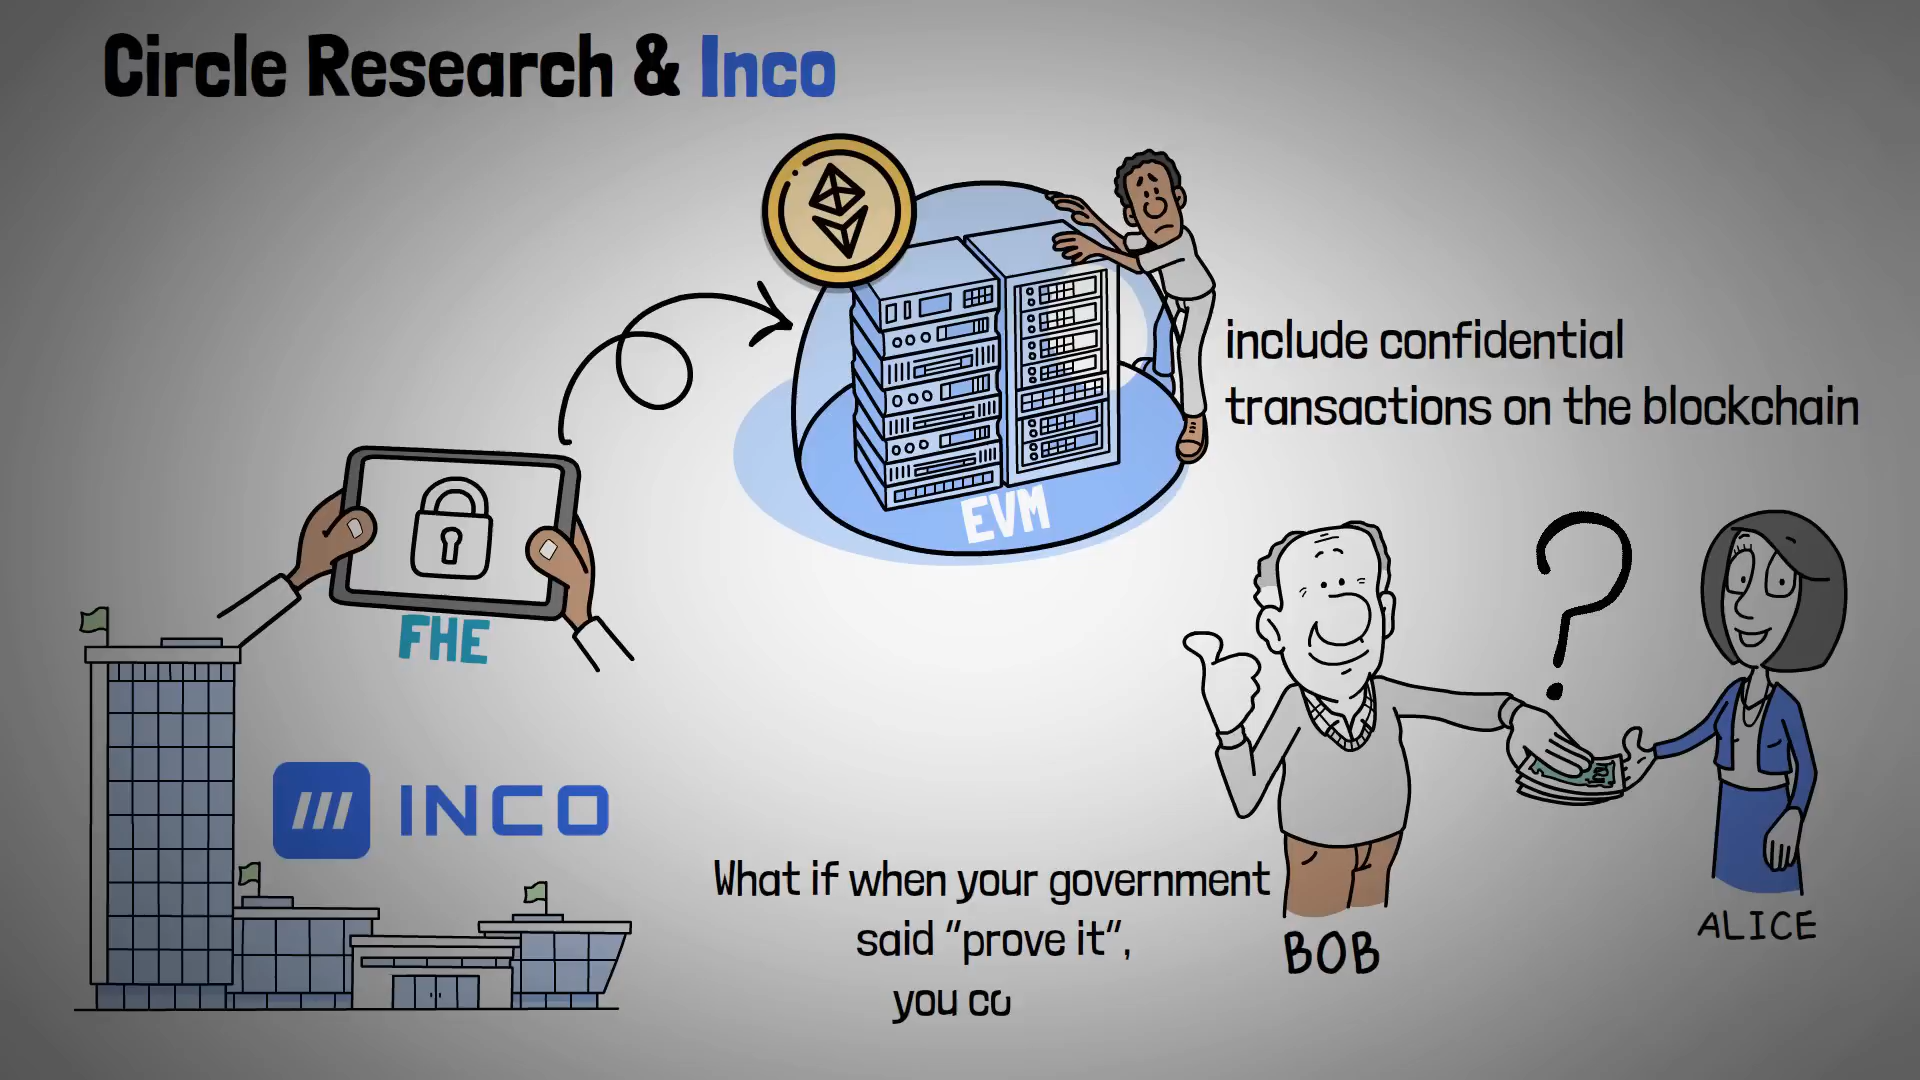 Circle Research & Inco
include confidential
transactions on the blockchain
EVM
FHE
INCO
What if when your government
said “prove it”,
you co
BOB
ALICE